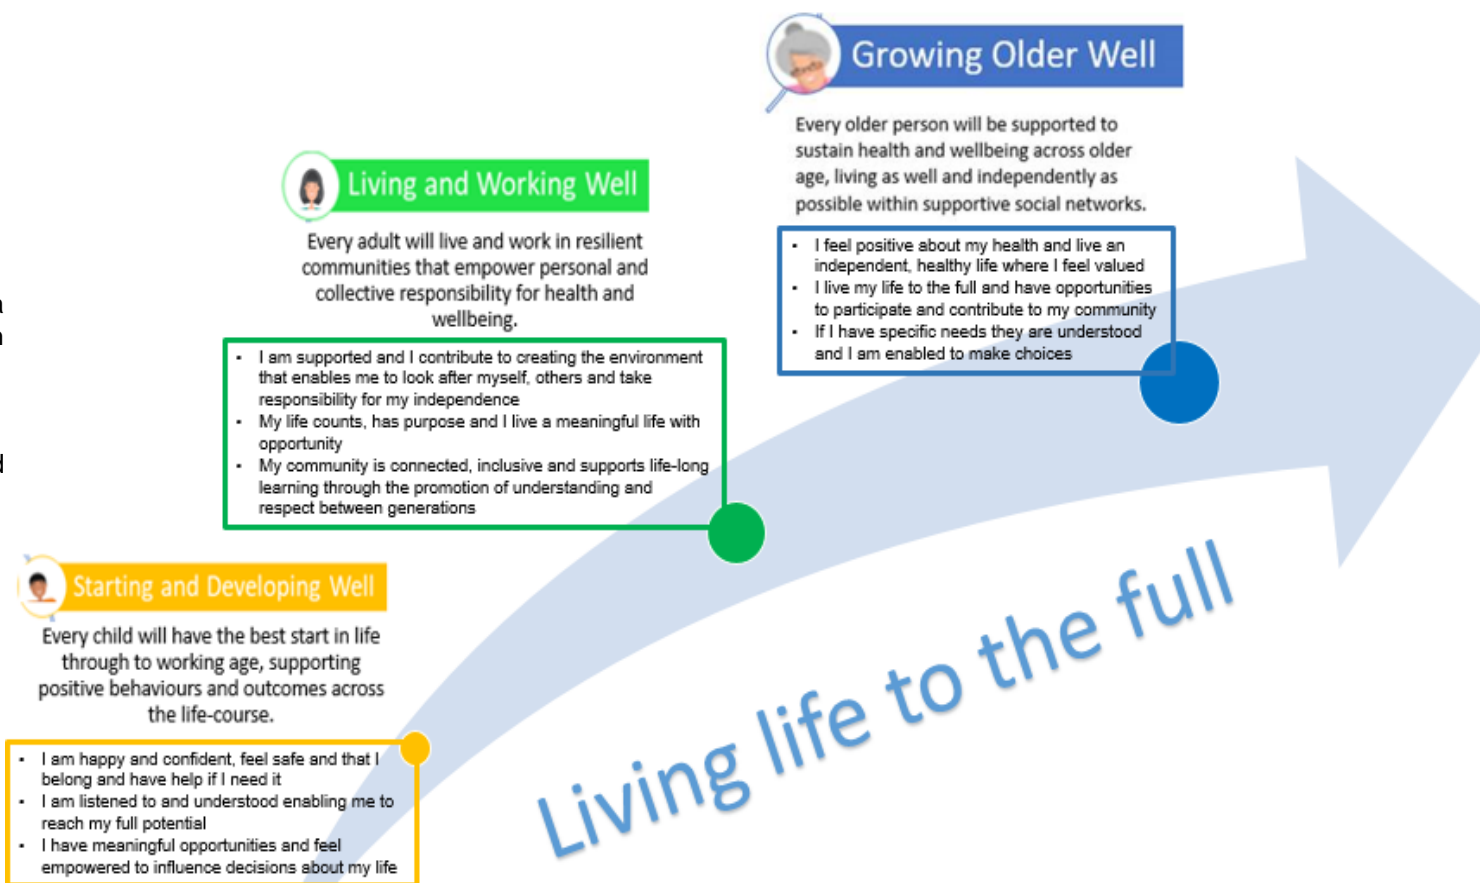 Growing Older Well
Every older person will be supported to
sustain health and wellbeing across older
age, living as well and independently as
possible within supportive social networks.
▪ I feel positive about my health and live an
independent, healthy life where I feel valued
▪ I live my life to the full and have opportunities
to participate and contribute to my community
▪ If I have specific needs they are understood
and I am enabled to make choices
Living and Working Well
Every adult will live and work in resilient
communities that empower personal and
collective responsibility for health and
wellbeing.
▪ I am supported and I contribute to creating the environment
that enables me to look after myself, others and take
responsibility for my independence
▪ My life counts, has purpose and I live a meaningful life with
opportunity
▪ My community is connected, inclusive and supports life-long
learning through the promotion of understanding and
respect between generations
Starting and Developing Well
Every child will have the best start in life
through to working age, supporting
positive behaviours and outcomes across
the life-course.
▪ I am happy and confident, feel safe and that I
belong and have help if I need it
▪ I am listened to and understood enabling me to
reach my full potential
▪ I have meaningful opportunities and feel
empowered to influence decisions about my life
Living life to the full